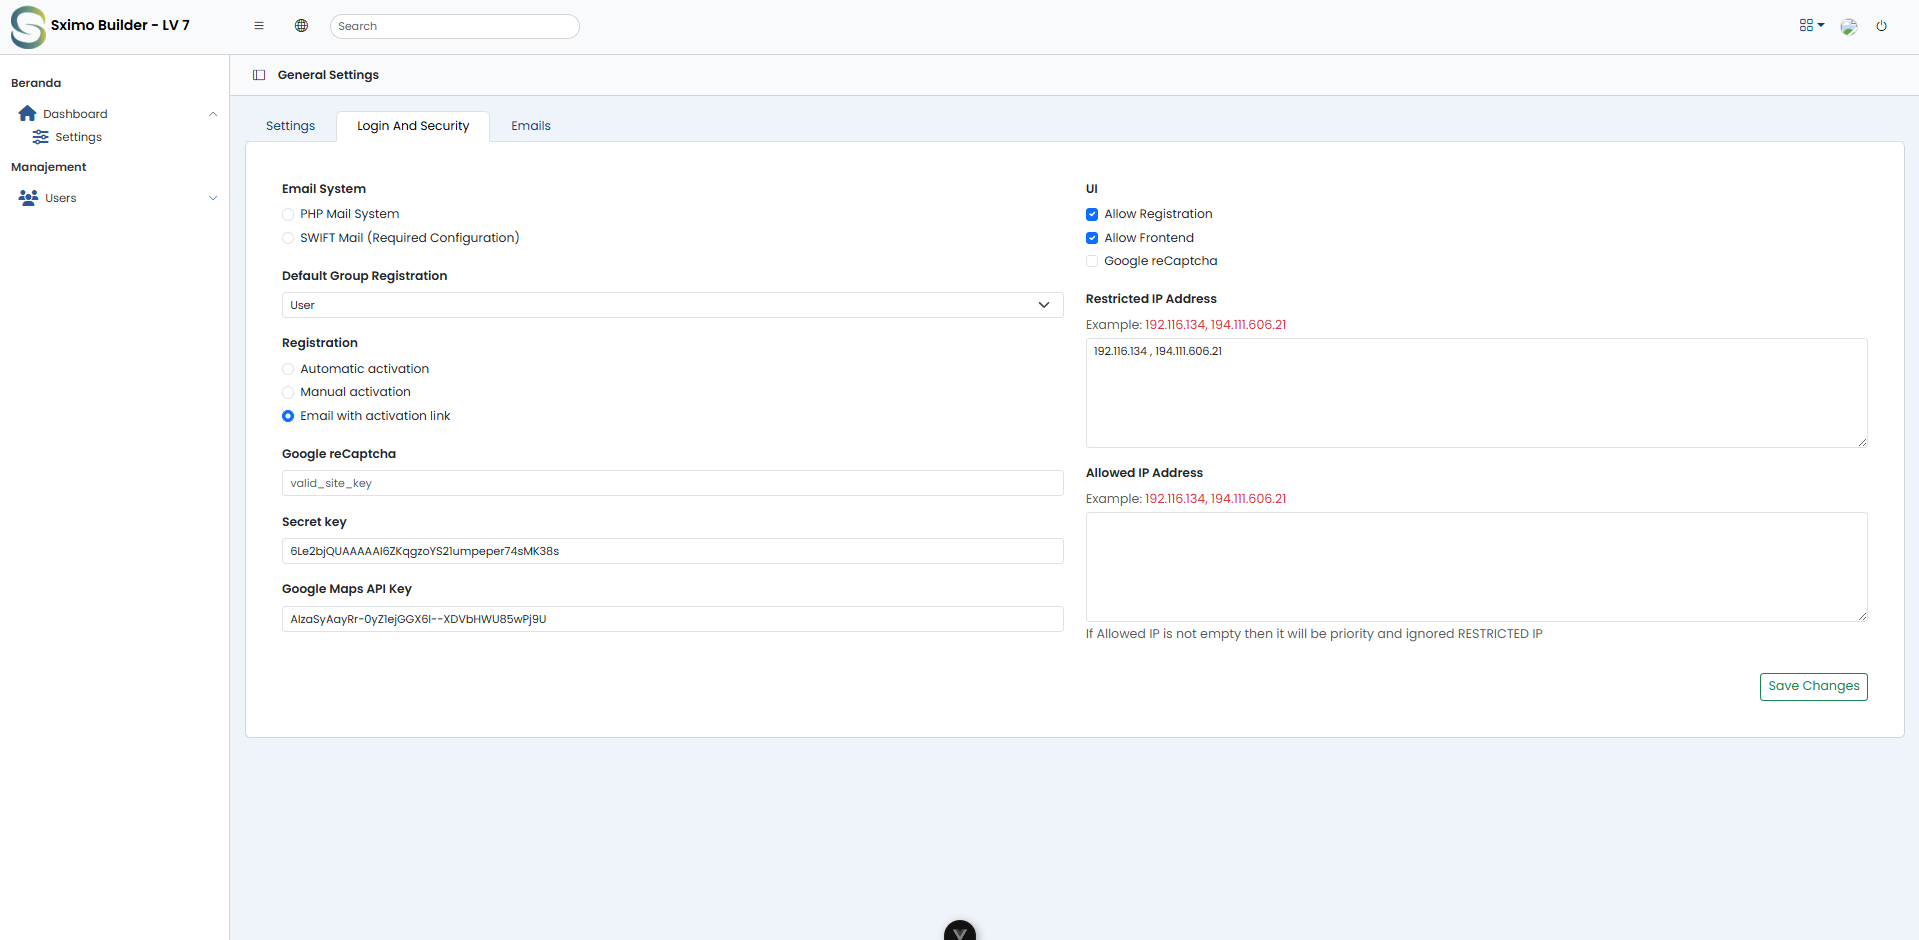 Sximo Builder - LV 7
Search
Beranda
Dashboard
Settings
Manajement
Users
General Settings
Settings
Login And Security
Emails
Email System
PHP Mail System
SWIFT Mail (Required Configuration)
Default Group Registration
User
Registration
Automatic activation
Manual activation
Email with activation link
Google reCaptcha
valid_site_key
Secret key
6Le2bjQUAAAAAI6ZKqgzoYS21umpeper74sMK38s
Google Maps API Key
AIzaSyAayRr-0yZ1ejGGX6I--XDVbHWU85wPj9U
UI
Allow Registration
Allow Frontend
Google reCaptcha
Restricted IP Address
Example: 192.116.134, 194.111.606.21
192.116.134 , 194.111.606.21
Allowed IP Address
Example: 192.116.134, 194.111.606.21
If Allowed IP is not empty then it will be priority and ignored RESTRICTED IP
Save Changes